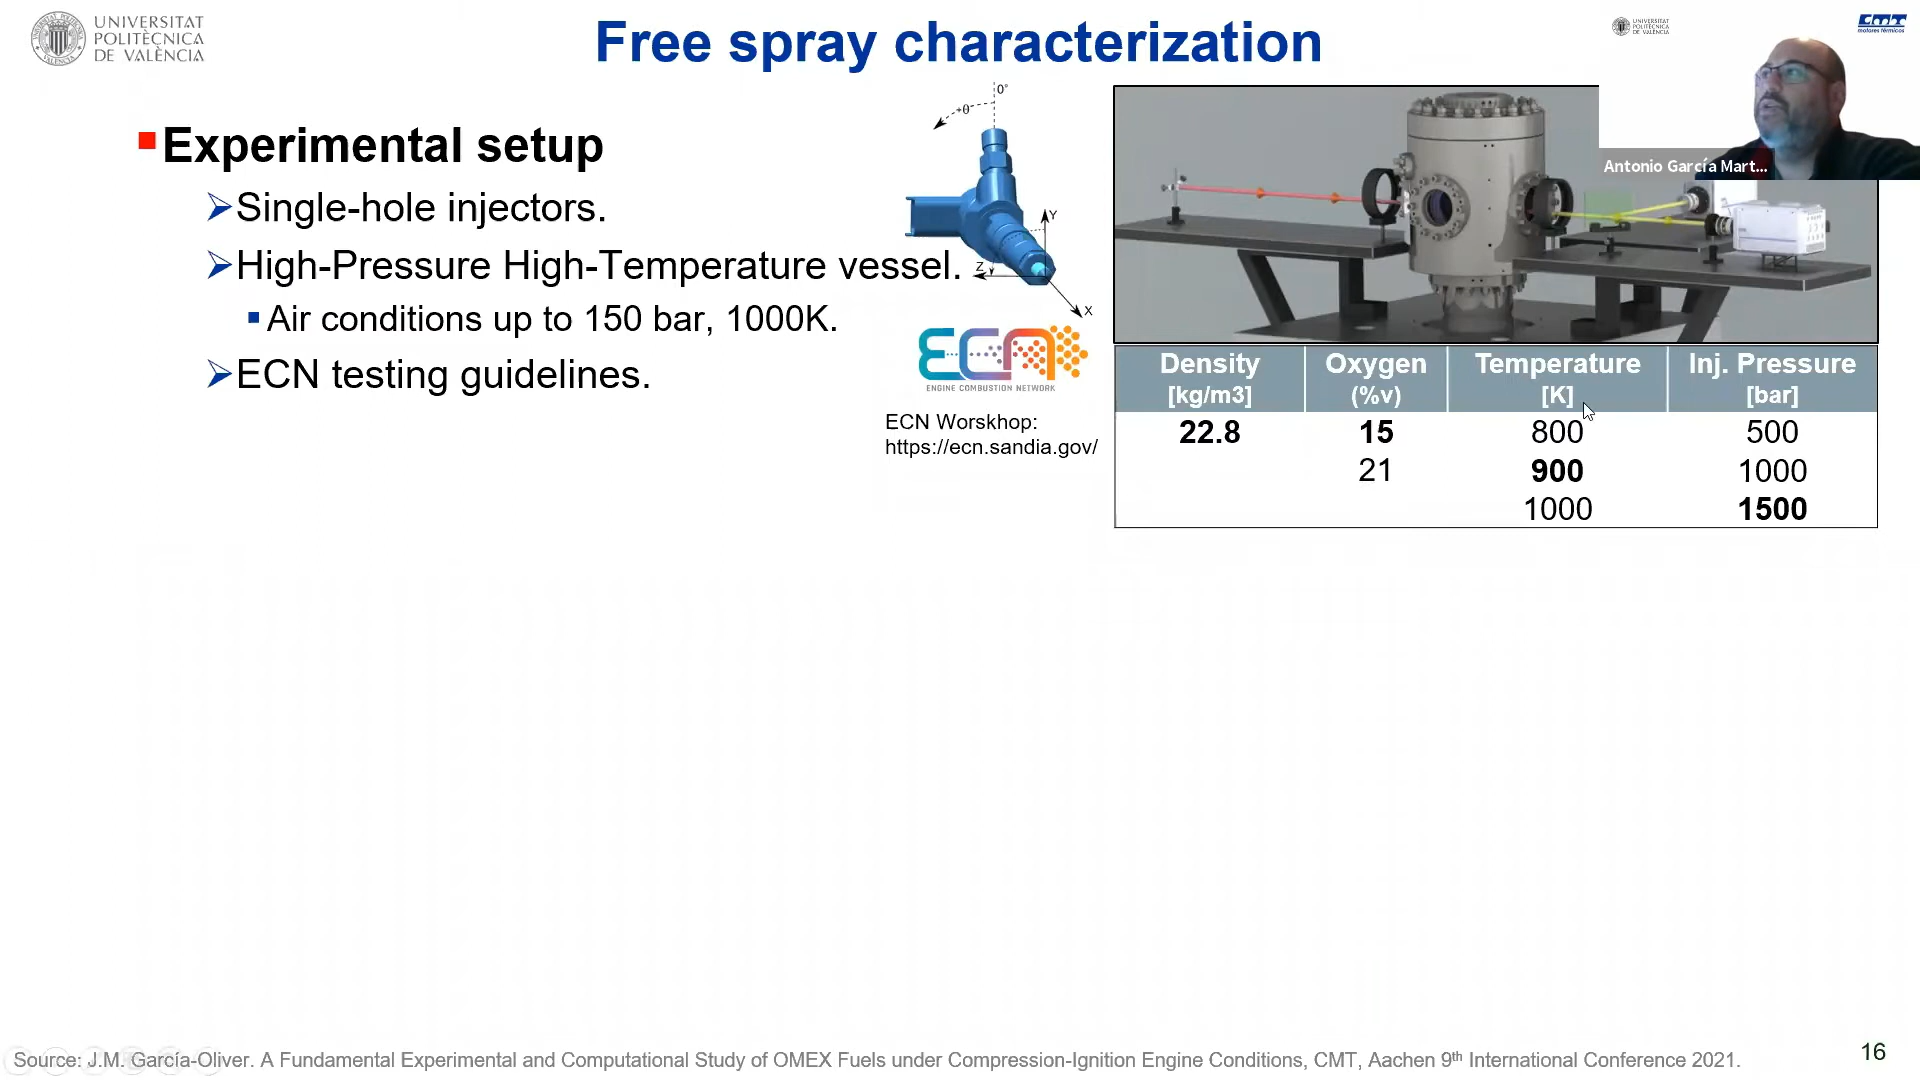 UNIVERSITAT
POLITÈCNICA
DE VALÈNCIA
Free spray characterization
UNIVERSITAT
POLITÈCNICA
DE VALÈNCIA
CMT
motores térmicos
Antonio García Mart...
Experimental setup
Single-hole injectors.
High-Pressure High-Temperature vessel.
Air conditions up to 150 bar, 1000K.
ECN testing guidelines.
0°
+θ
Y
Z
X
ECN
ENGINE COMBUSTION NETWORK
ECN Worskhop:
https://ecn.sandia.gov/
Density Oxygen Temperature Inj. Pressure
[kg/m3] (%v) [K] [bar]
22.8 15 800 500
21 900 1000
1000 1500
Source: J.M. García-Oliver. A Fundamental Experimental and Computational Study of OMEX Fuels under Compression-Ignition Engine Conditions, CMT, Aachen 9th International Conference 2021.
16